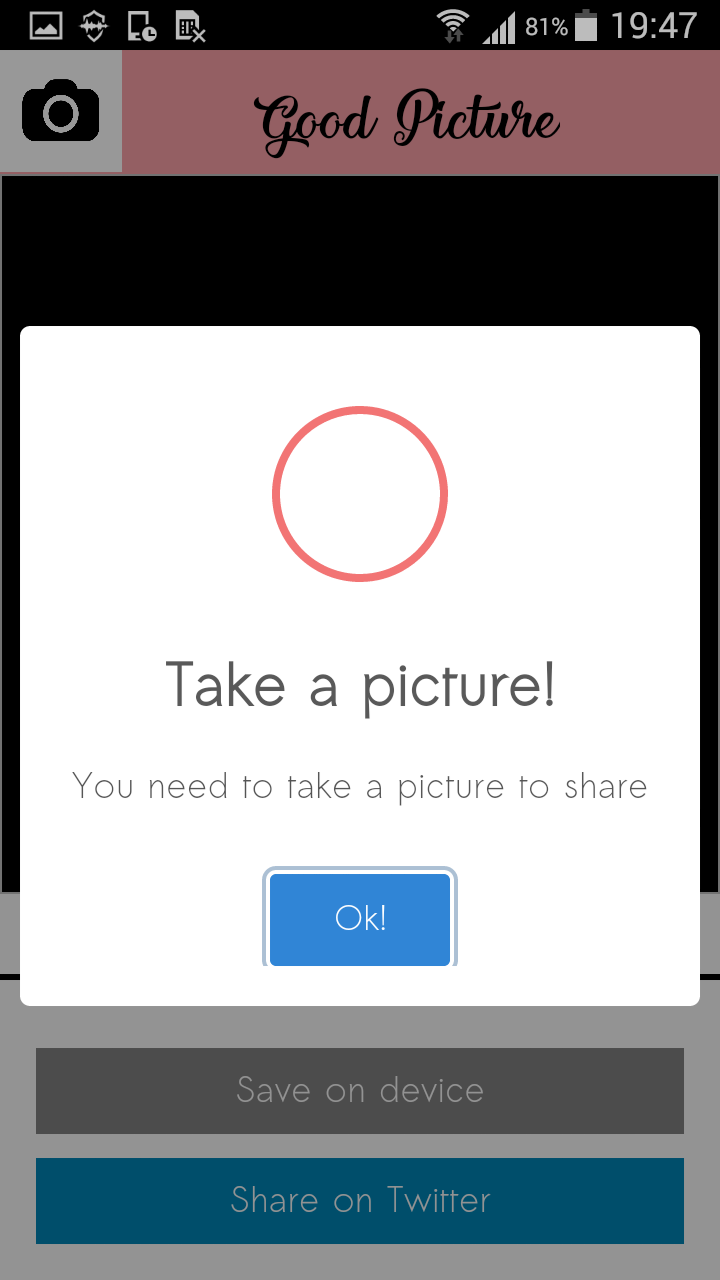 81% 19:47
Good Picture
Take a picture!
You need to take a picture to share
Ok!
Save on device
Share on Twitter